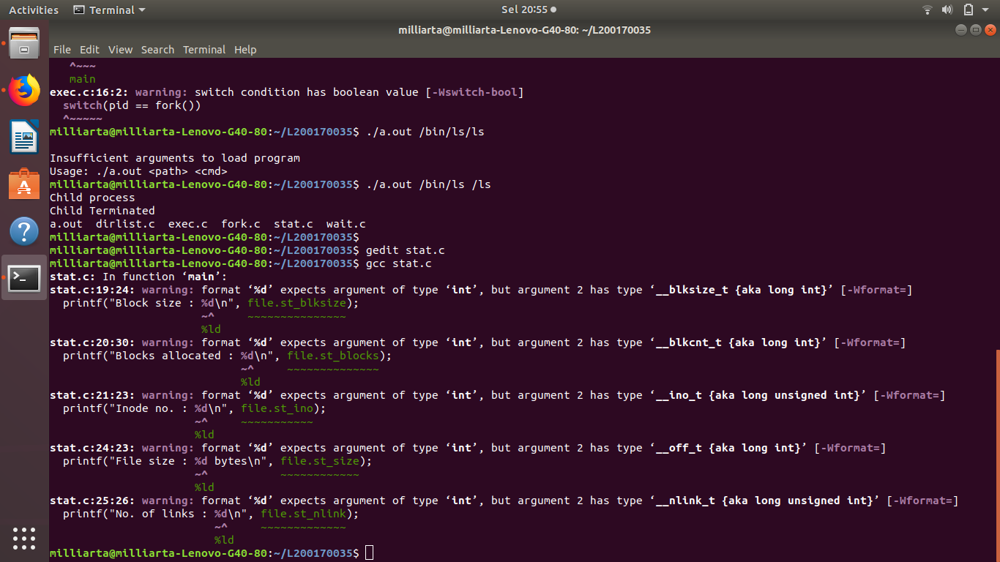 Activities Terminal Sel 20:55
milliarta@milliarta-Lenovo-G40-80: ~/L200170035
File Edit View Search Terminal Help
   ^~~~
   main
exec.c:16:2: warning: switch condition has boolean value [-Wswitch-bool]
  switch(pid == fork())
  ^~~~~~
milliarta@milliarta-Lenovo-G40-80:~/L200170035$ ./a.out /bin/ls/ls

Insufficient arguments to load program
Usage: ./a.out <path> <cmd>
milliarta@milliarta-Lenovo-G40-80:~/L200170035$ ./a.out /bin/ls /ls
Child process
Child Terminated
a.out  dirlist.c  exec.c  fork.c  stat.c  wait.c
milliarta@milliarta-Lenovo-G40-80:~/L200170035$
milliarta@milliarta-Lenovo-G40-80:~/L200170035$ gedit stat.c
milliarta@milliarta-Lenovo-G40-80:~/L200170035$ gcc stat.c
stat.c: In function ‘main’:
stat.c:19:24: warning: format ‘%d’ expects argument of type ‘int’, but argument 2 has type ‘__blksize_t {aka long int}’ [-Wformat=]
  printf("Block size : %d\n", file.st_blksize);
                       ~^     ~~~~~~~~~~~~~~~
                       %ld
stat.c:20:30: warning: format ‘%d’ expects argument of type ‘int’, but argument 2 has type ‘__blkcnt_t {aka long int}’ [-Wformat=]
  printf("Blocks allocated : %d\n", file.st_blocks);
                             ~^     ~~~~~~~~~~~~~~
                             %ld
stat.c:21:23: warning: format ‘%d’ expects argument of type ‘int’, but argument 2 has type ‘__ino_t {aka long unsigned int}’ [-Wformat=]
  printf("Inode no. : %d\n", file.st_ino);
                      ~^     ~~~~~~~~~~~
                      %ld
stat.c:24:23: warning: format ‘%d’ expects argument of type ‘int’, but argument 2 has type ‘__off_t {aka long int}’ [-Wformat=]
  printf("File size : %d bytes\n", file.st_size);
                      ~^           ~~~~~~~~~~~~
                      %ld
stat.c:25:26: warning: format ‘%d’ expects argument of type ‘int’, but argument 2 has type ‘__nlink_t {aka long unsigned int}’ [-Wformat=]
  printf("No. of links : %d\n", file.st_nlink);
                         ~^     ~~~~~~~~~~~~~
                         %ld
milliarta@milliarta-Lenovo-G40-80:~/L200170035$